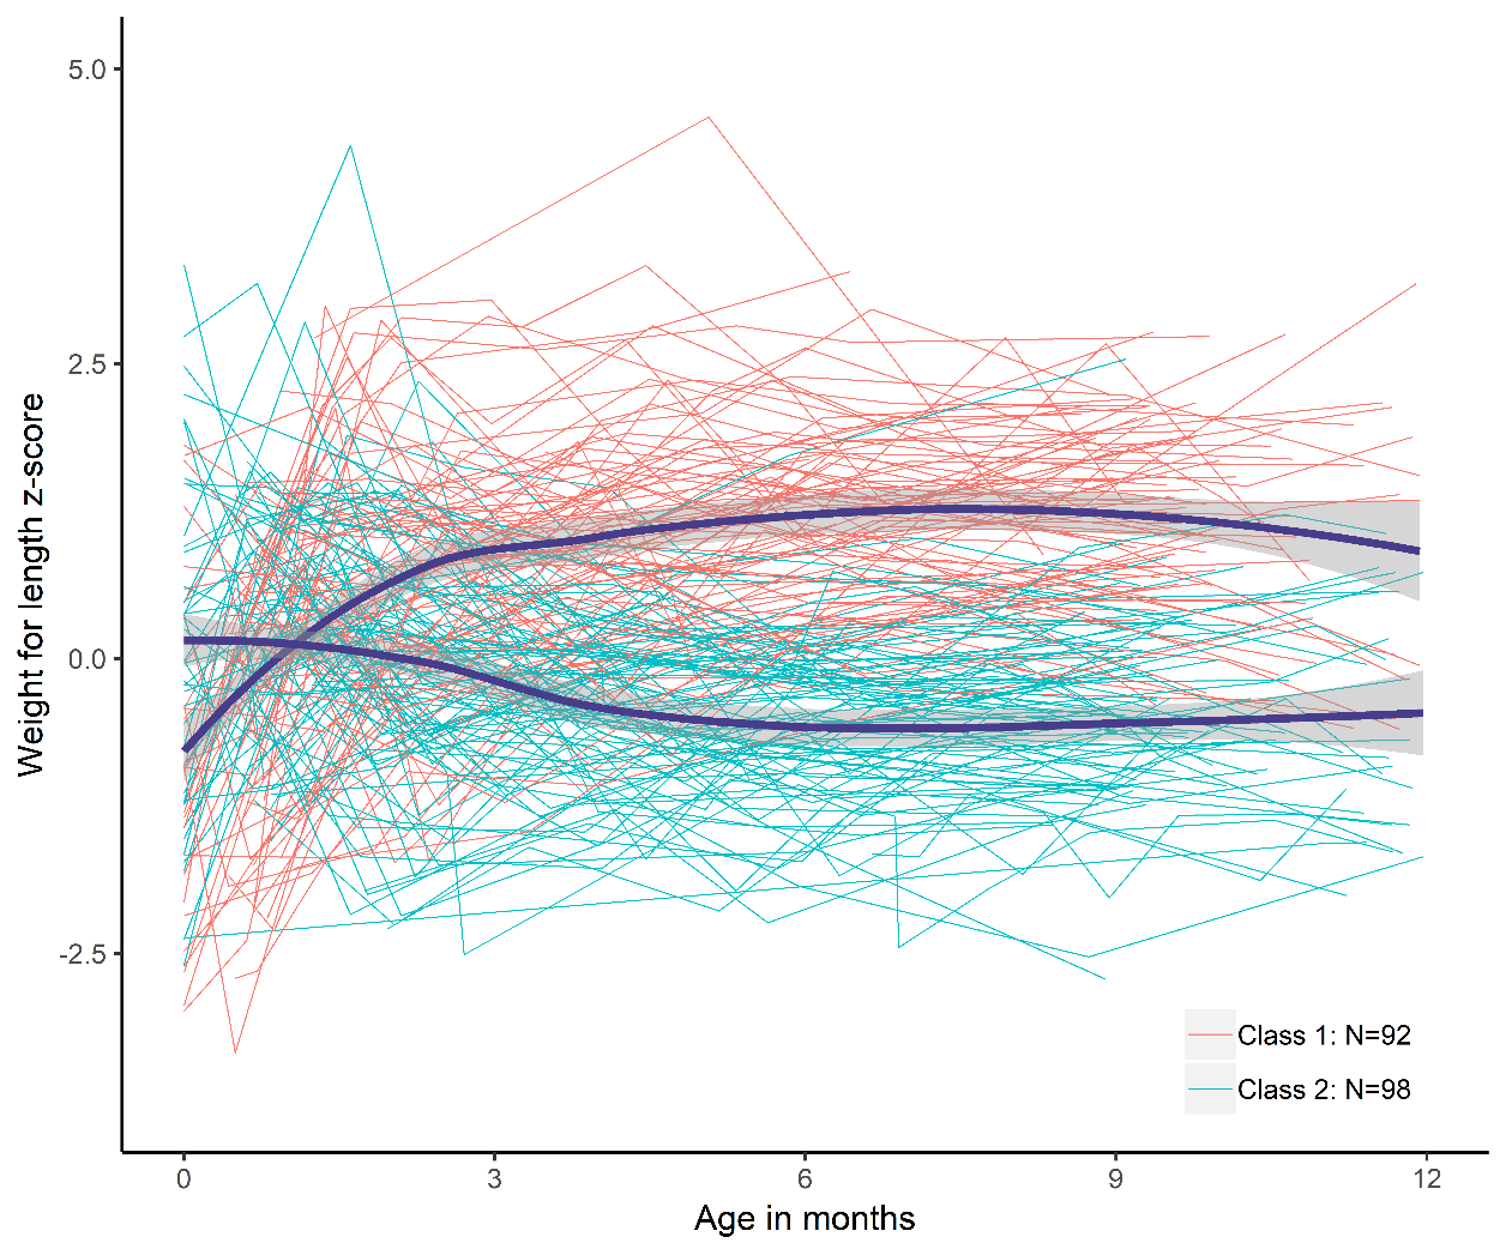 Weight for length z-score
5.0
2.5
0.0
-2.5
Class 1: N=92
Class 2: N=98
0 3 6 9 12
Age in months